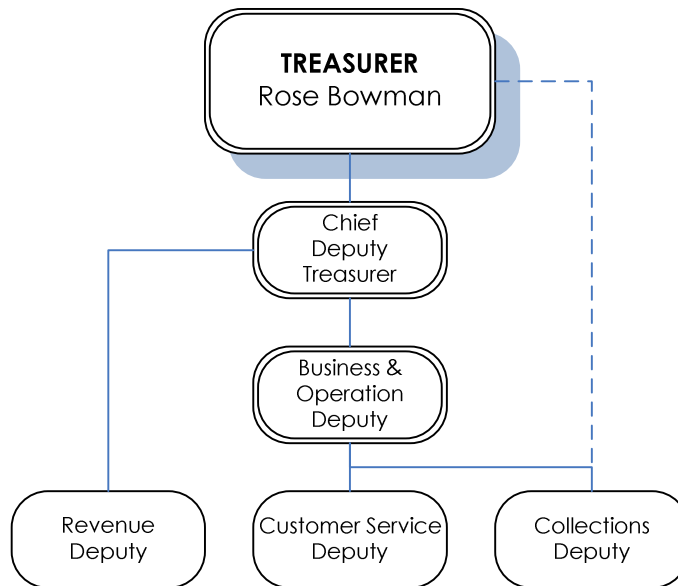 TREASURER
Rose Bowman
Chief
Deputy
Treasurer
Business &
Operation
Deputy
Revenue
Deputy
Customer Service
Deputy
Collections
Deputy